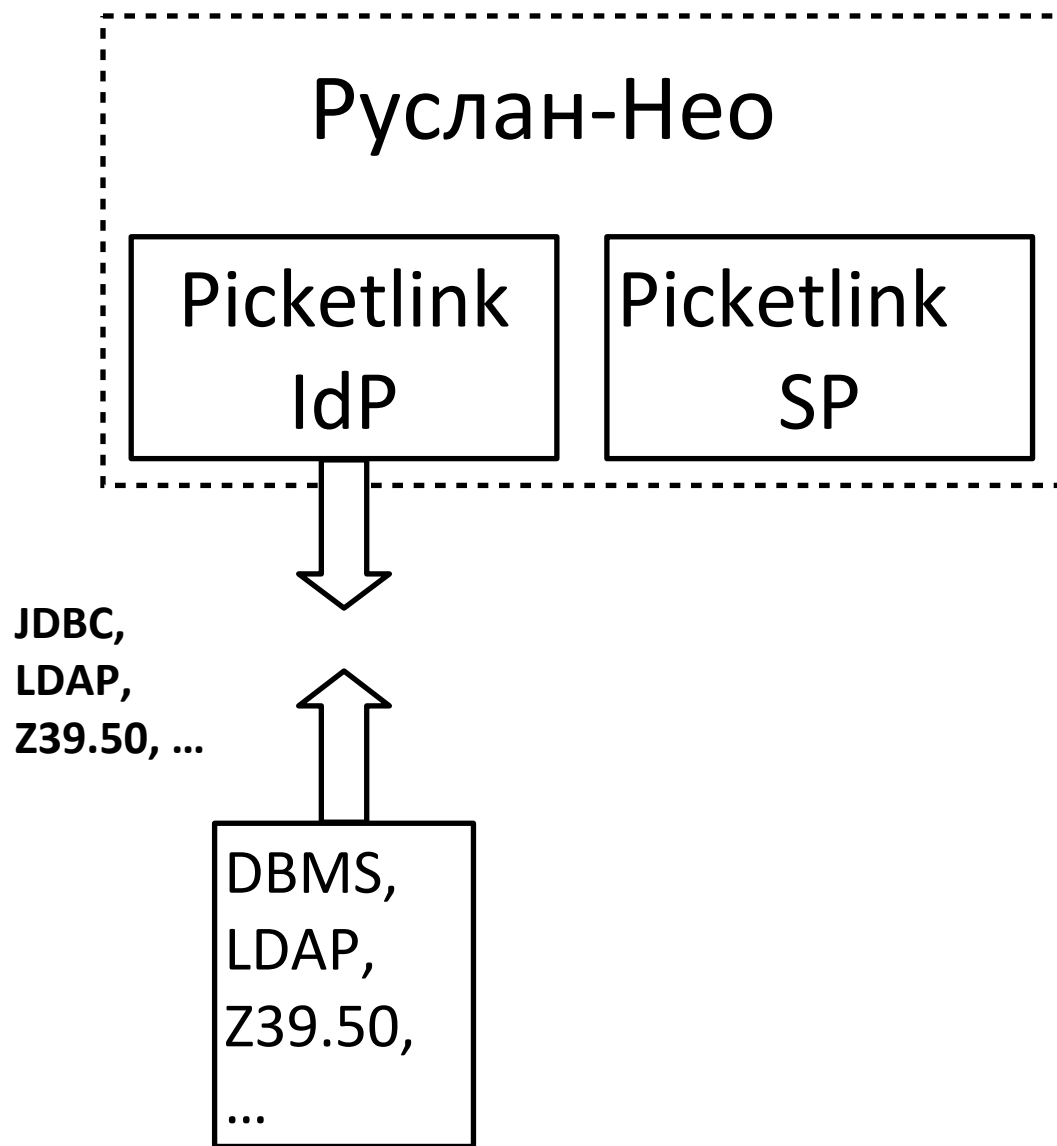 Руслан-Нео
Picketlink
IdP
Picketlink
SP
JDBC,
LDAP,
Z39.50, ...
DBMS,
LDAP,
Z39.50,
...